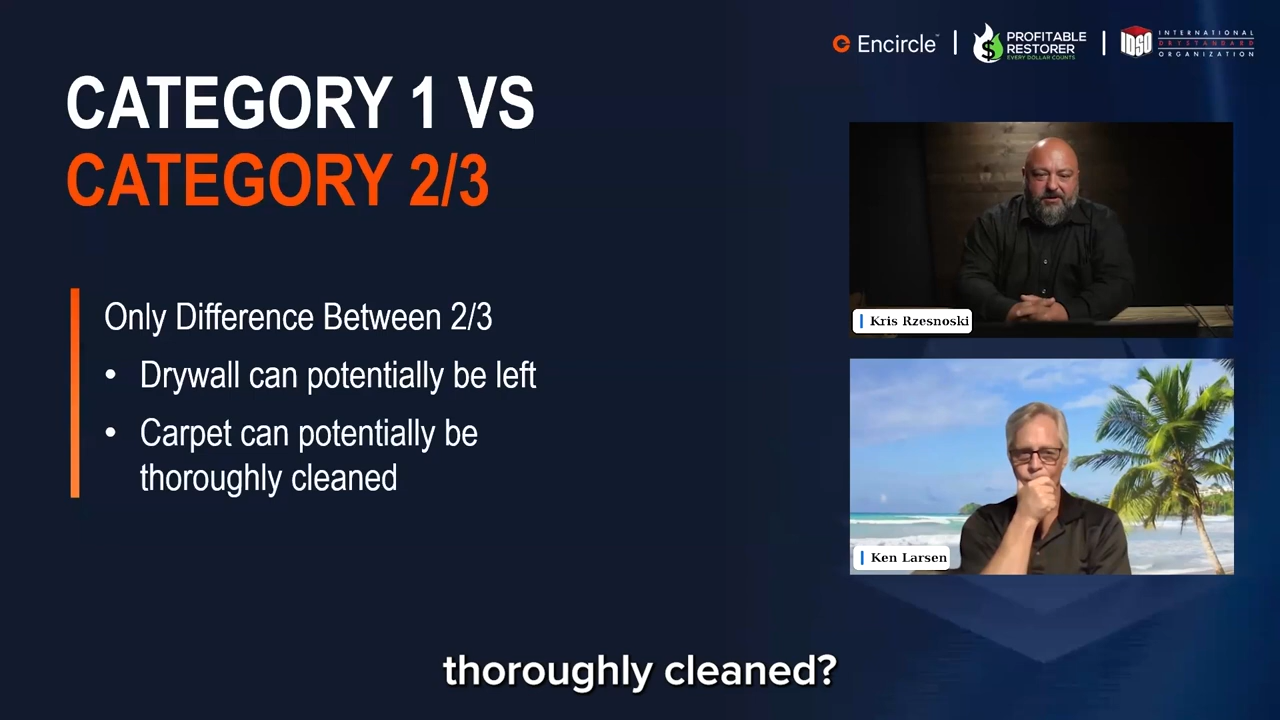 Encircle
PROFITABLE
RESTORER
EVERY DOLLAR COUNTS
IDSO
INTERNATIONAL
DRYSTANDARD
ORGANIZATION
CATEGORY 1 VS
CATEGORY 2/3
Only Difference Between 2/3
• Drywall can potentially be left
• Carpet can potentially be
thoroughly cleaned
Kris Rzesnoski
Ken Larsen
thoroughly cleaned?